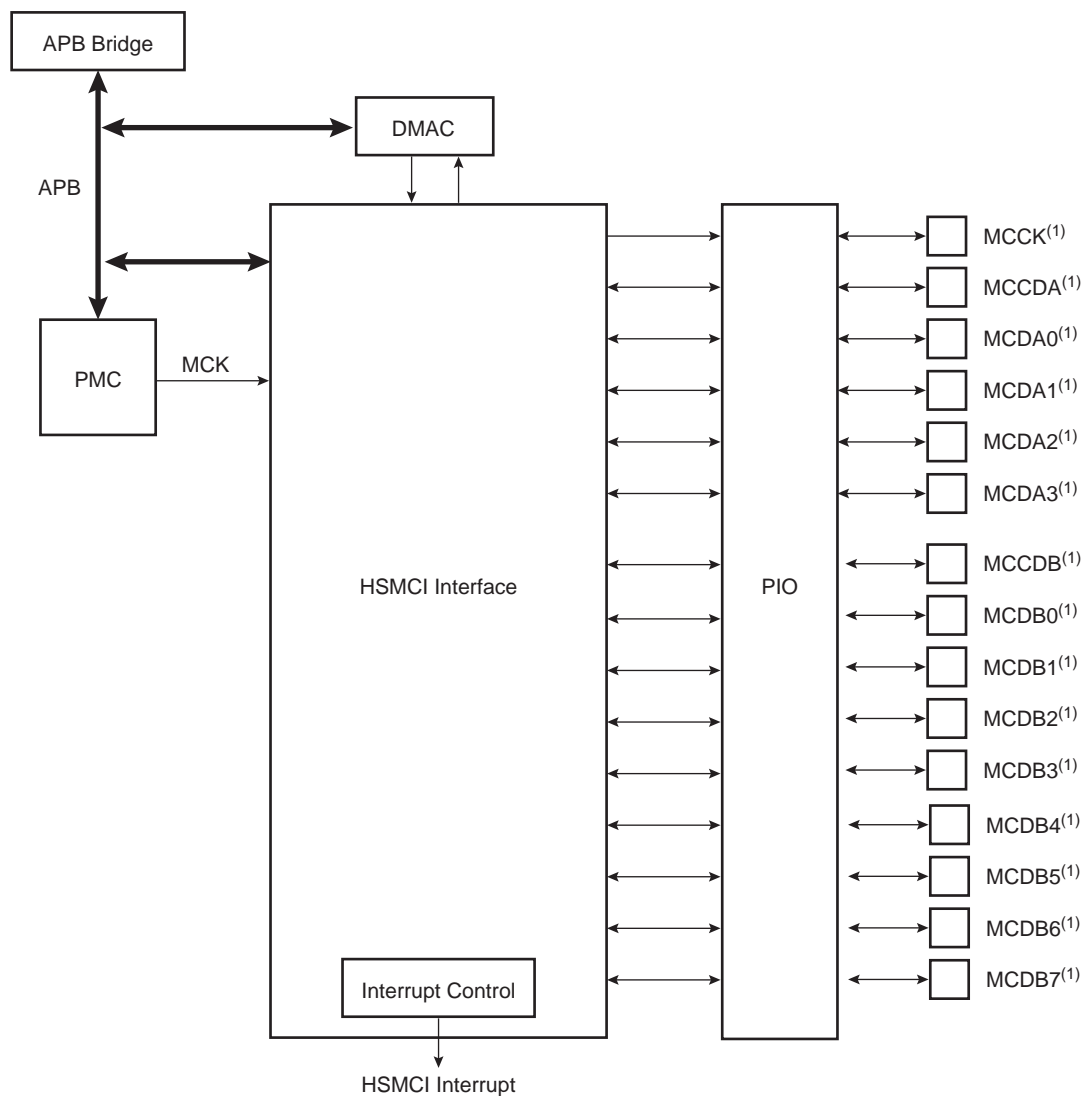 APB Bridge
DMAC
APB
MCCK(1)
MCCDA(1)
MCDA0(1)
MCK
PMC
MCDA1(1)
MCDA2(1)
MCDA3(1)
HSMCI Interface
PIO
MCCDB(1)
MCDB0(1)
MCDB1(1)
MCDB2(1)
MCDB3(1)
MCDB4(1)
MCDB5(1)
MCDB6(1)
MCDB7(1)
Interrupt Control
HSMCI Interrupt